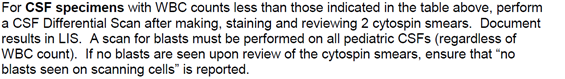 For CSF specimens with WBC counts less than those indicated in the table above, perform
a CSF Differential Scan after making, staining and reviewing 2 cytospin smears.  Document
results in LIS.  A scan for blasts must be performed on all pediatric CSFs (regardless of
WBC count).  If no blasts are seen upon review of the cytospin smears, ensure that “no
blasts seen on scanning cells” is reported.